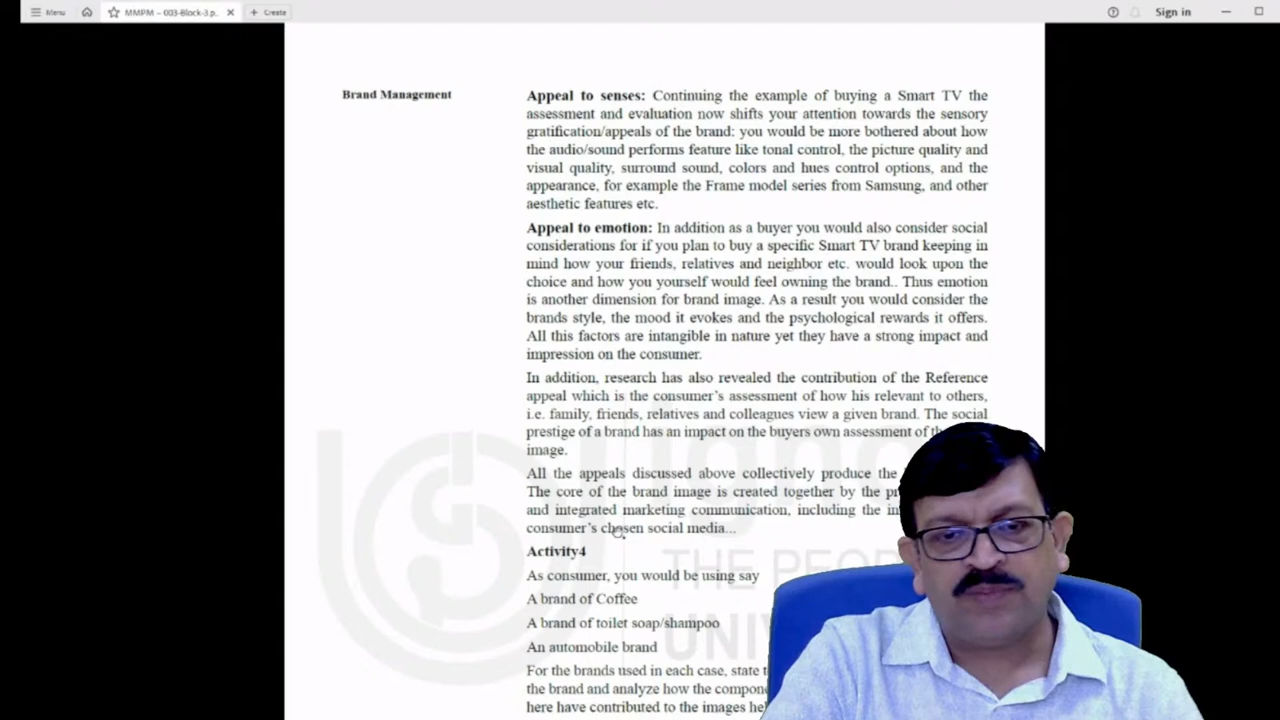 Menu
MMPM – 003-Block-3.p...
Create
Sign in
Brand Management
Appeal to senses: Continuing the example of buying a Smart TV the
assessment and evaluation now shifts your attention towards the sensory
gratification/appeals of the brand: you would be more bothered about how
the audio/sound performs feature like tonal control, the picture quality and
visual quality, surround sound, colors and hues control options, and the
appearance, for example the Frame model series from Samsung, and other
aesthetic features etc.
Appeal to emotion: In addition as a buyer you would also consider social
considerations for if you plan to buy a specific Smart TV brand keeping in
mind how your friends, relatives and neighbor etc. would look upon the
choice and how you yourself would feel owning the brand.. Thus emotion
is another dimension for brand image. As a result you would consider the
brands style, the mood it evokes and the psychological rewards it offers.
All this factors are intangible in nature yet they have a strong impact and
impression on the consumer.
In addition, research has also revealed the contribution of the Reference
appeal which is the consumer's assessment of how his relevant to others,
i.e. family, friends, relatives and colleagues view a given brand. The social
prestige of a brand has an impact on the buyers own assessment of
image.
All the appeals discussed above collectively produce the
The core of the brand image is created together by the
and integrated marketing communication, including the
consumer's chosen social media...
Activity4
As consumer, you would be using say
A brand of Coffee
A brand of toilet soap/shampoo
An automobile brand
For the brands used in each case, state
the brand and analyze how the
here have contributed to the images
ignou
THE PEOPLE
UNIV